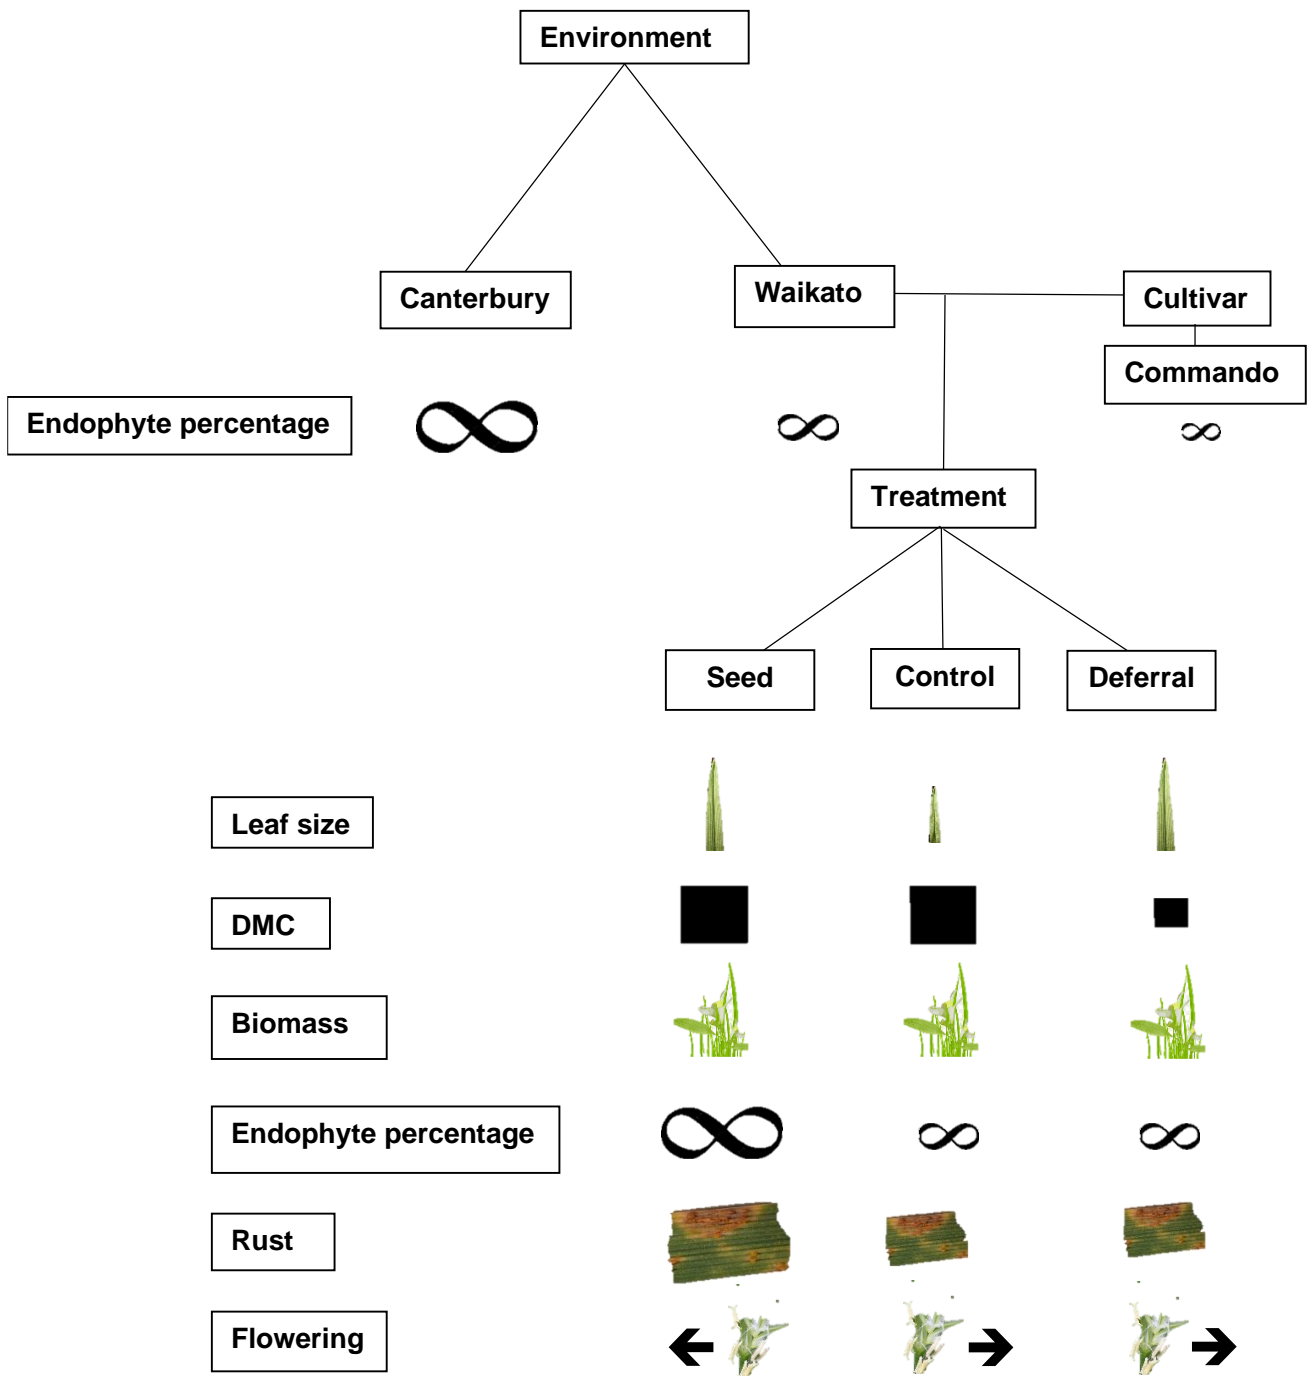 Environment
Canterbury
Waikato
Cultivar
Commando
Endophyte percentage
Treatment
Seed
Control
Deferral
Leaf size
DMC
Biomass
Endophyte percentage
Rust
Flowering